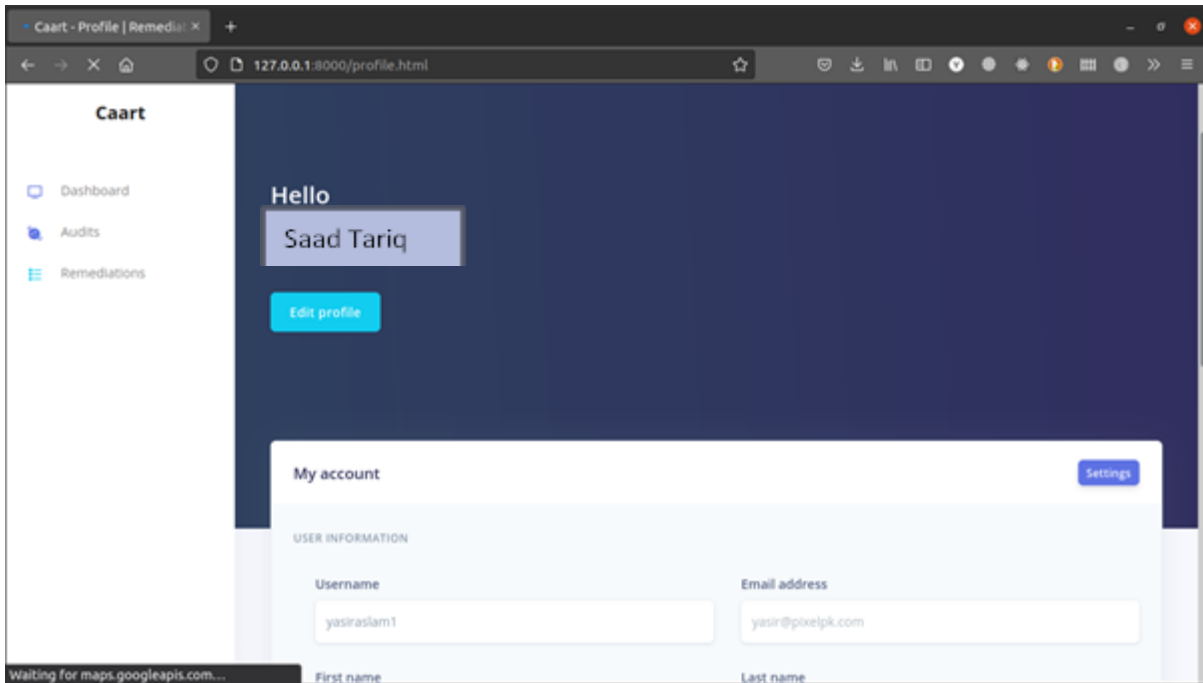 Caart - Profile | Remedia
127.0.0.1:8000/profile.html
Caart
Dashboard
Audits
Remediations
Hello
Saad Tariq
Edit profile
My account
Settings
USER INFORMATION
Username
Email address
yasiraslam1
yasir@pixelpk.com
First name
Last name
Waiting for maps.googleapis.com...